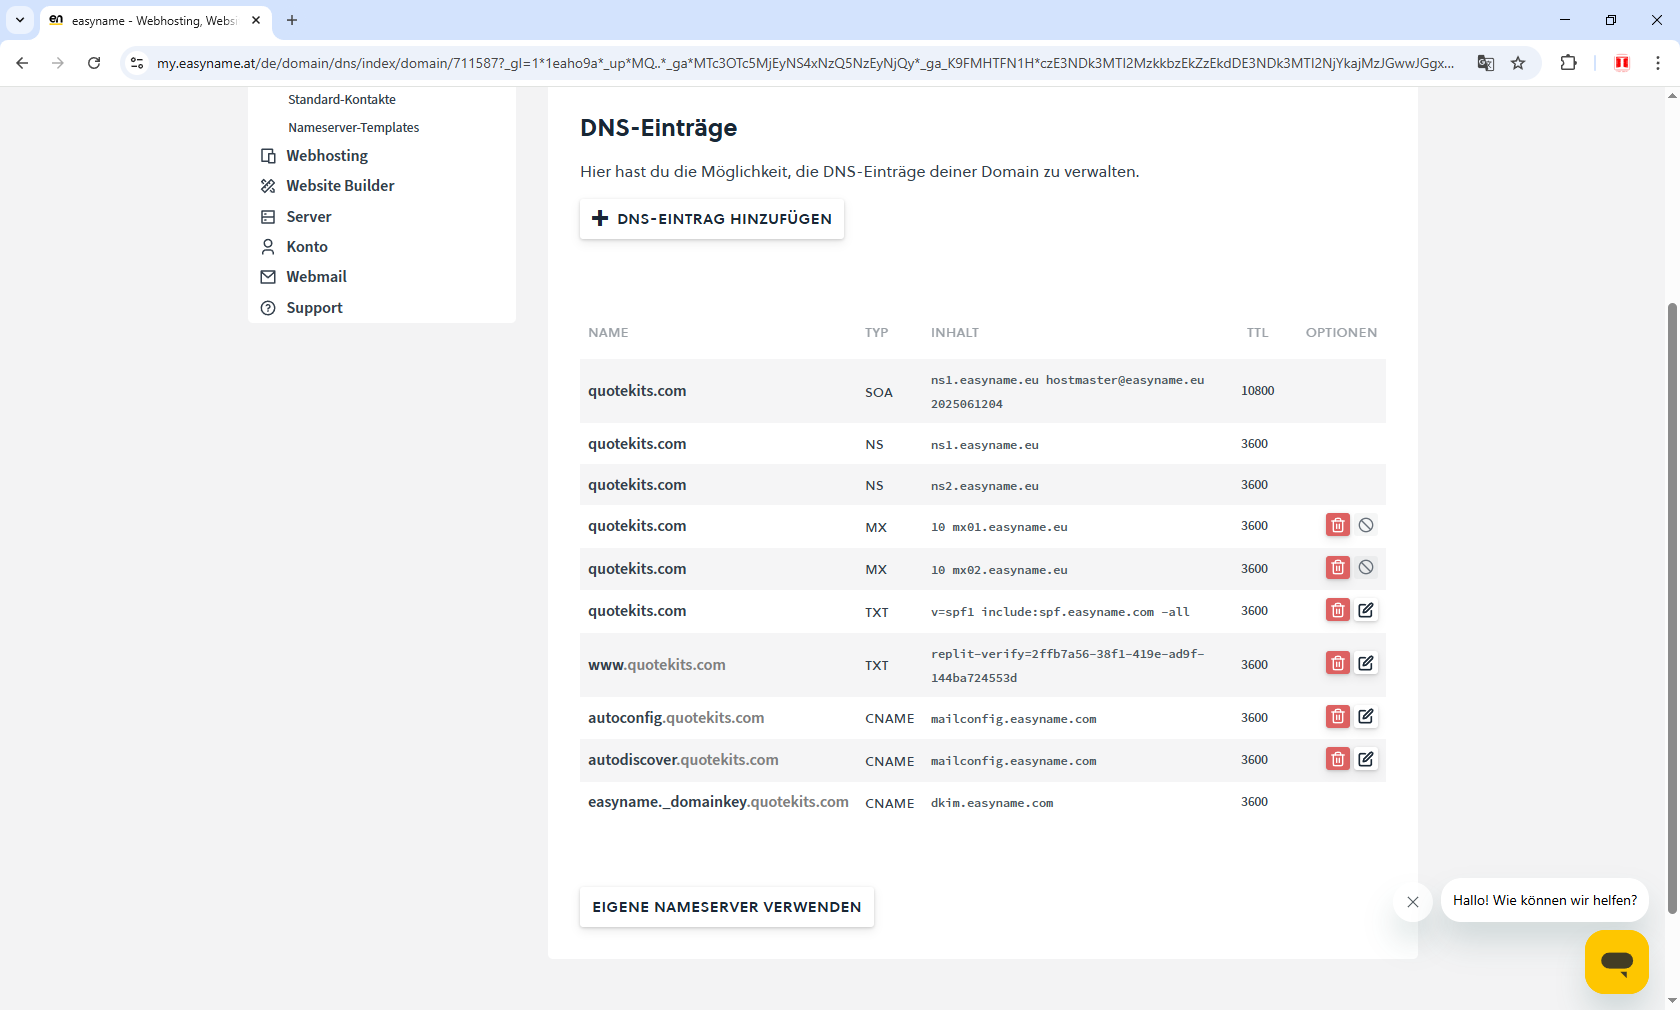 easyname - Webhosting, Websi
my.easyname.at/de/domain/dns/index/domain/711587?_gl=1*1eaho9a*_up*MQ..*_ga*MTc3OTc5MjEyNS4xNzQ5NzEyNjQy*_ga_K9FMHTFN1H*czE3NDk3MTI2MzkkbzEkZzEkdDE3NDk3MTI2NjYkajMzJGwwJGgx...
Standard-Kontakte
Nameserver-Templates
Webhosting
Website Builder
Server
Konto
Webmail
Support
DNS-Einträge
Hier hast du die Möglichkeit, die DNS-Einträge deiner Domain zu verwalten.
DNS-EINTRAG HINZUFÜGEN
NAME TYP INHALT TTL OPTIONEN
quotekits.com SOA ns1.easyname.eu hostmaster@easyname.eu 10800
2025061204
quotekits.com NS ns1.easyname.eu 3600
quotekits.com NS ns2.easyname.eu 3600
quotekits.com MX 10 mx01.easyname.eu 3600
quotekits.com MX 10 mx02.easyname.eu 3600
quotekits.com TXT v=spf1 include:spf.easyname.com -all 3600
www.quotekits.com TXT replit-verify=2ffb7a56-38f1-419e-ad9f- 3600
144ba724553d
autoconfig.quotekits.com CNAME mailconfig.easyname.com 3600
autodiscover.quotekits.com CNAME mailconfig.easyname.com 3600
easyname._domainkey.quotekits.com CNAME dkim.easyname.com 3600
EIGENE NAMESERVER VERWENDEN
Hallo! Wie können wir helfen?